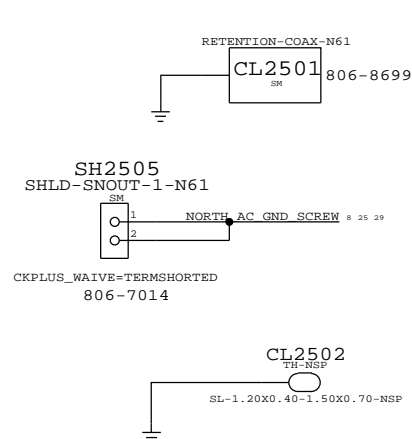 RETENTION-COAX-N61
CL2501 806-8699
SM
SH2505
SHLD-SNOUT-1-N61
SM
1 NORTH_AC_GND_SCREW 8 25 29
2
CKPLUS_WAIVE=TERMSHORTED
806-7014
CL2502
TH-NSP
SL-1.20X0.40-1.50X0.70-NSP